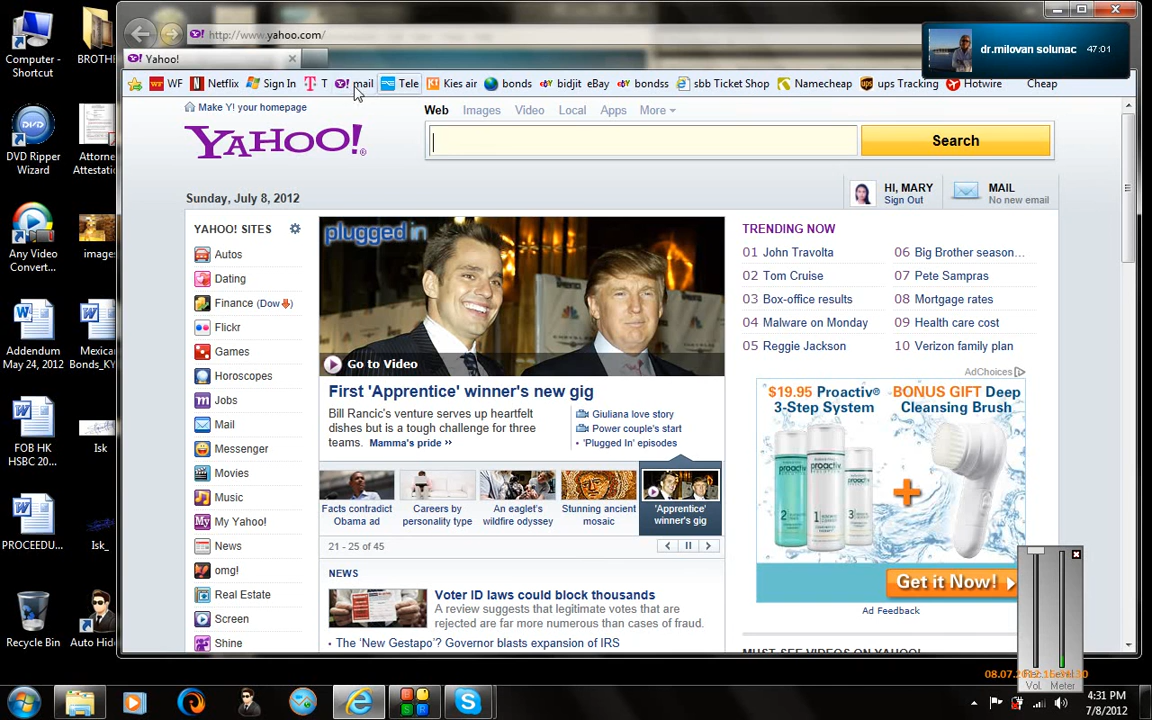 http://www.yahoo.com/
Yahoo!
dr.milovan solunac 47:01
WF Netflix Sign In T mail Tele Kies air bonds bidjit eBay bondss sbb Ticket Shop Namecheap ups Tracking Hotwire Cheap
Make Y! your homepage
YAHOO!
Web Images Video Local Apps More
Search
Sunday, July 8, 2012
HI, MARY
Sign Out
MAIL
No new email
YAHOO! SITES
Autos
Dating
Finance (Dow)
Flickr
Games
Horoscopes
Jobs
Mail
Messenger
Movies
Music
My Yahoo!
News
omg!
Real Estate
Screen
Shine
plugged in
Go to Video
First 'Apprentice' winner's new gig
Bill Rancic's venture serves up heartfelt
dishes but is a tough challenge for three
teams. Mamma's pride
Giuliana love story
Power couple's start
'Plugged In' episodes
Facts contradict
Obama ad
Careers by
personality type
An eaglet's
wildfire odyssey
Stunning ancient
mosaic
'Apprentice'
winner's gig
21 - 25 of 45
NEWS
Voter ID laws could block thousands
A review suggests that legitimate votes that are
rejected are far more numerous than cases of fraud.
• The 'New Gestapo'? Governor blasts expansion of IRS
TRENDING NOW
01 John Travolta
02 Tom Cruise
03 Box-office results
04 Malware on Monday
05 Reggie Jackson
06 Big Brother season...
07 Pete Sampras
08 Mortgage rates
09 Health care cost
10 Verizon family plan
AdChoices
$19.95 Proactiv®
3-Step System
BONUS GIFT Deep
Cleansing Brush
proactiv
+
Get it Now!
Ad Feedback
MUST-SEE VIDEOS ON YAHOO!
Computer -
Shortcut
BROTHE
DVD Ripper
Wizard
Attorne
Attestati
Any Video
Convert...
images
Addendum
May 24, 2012
Mexican
Bonds_KY
FOB HK
HSBC 20...
Isk
PROCEEDU...
Isk_
Recycle Bin
Auto Hide
Vol
Meter
4:31 PM
7/8/2012